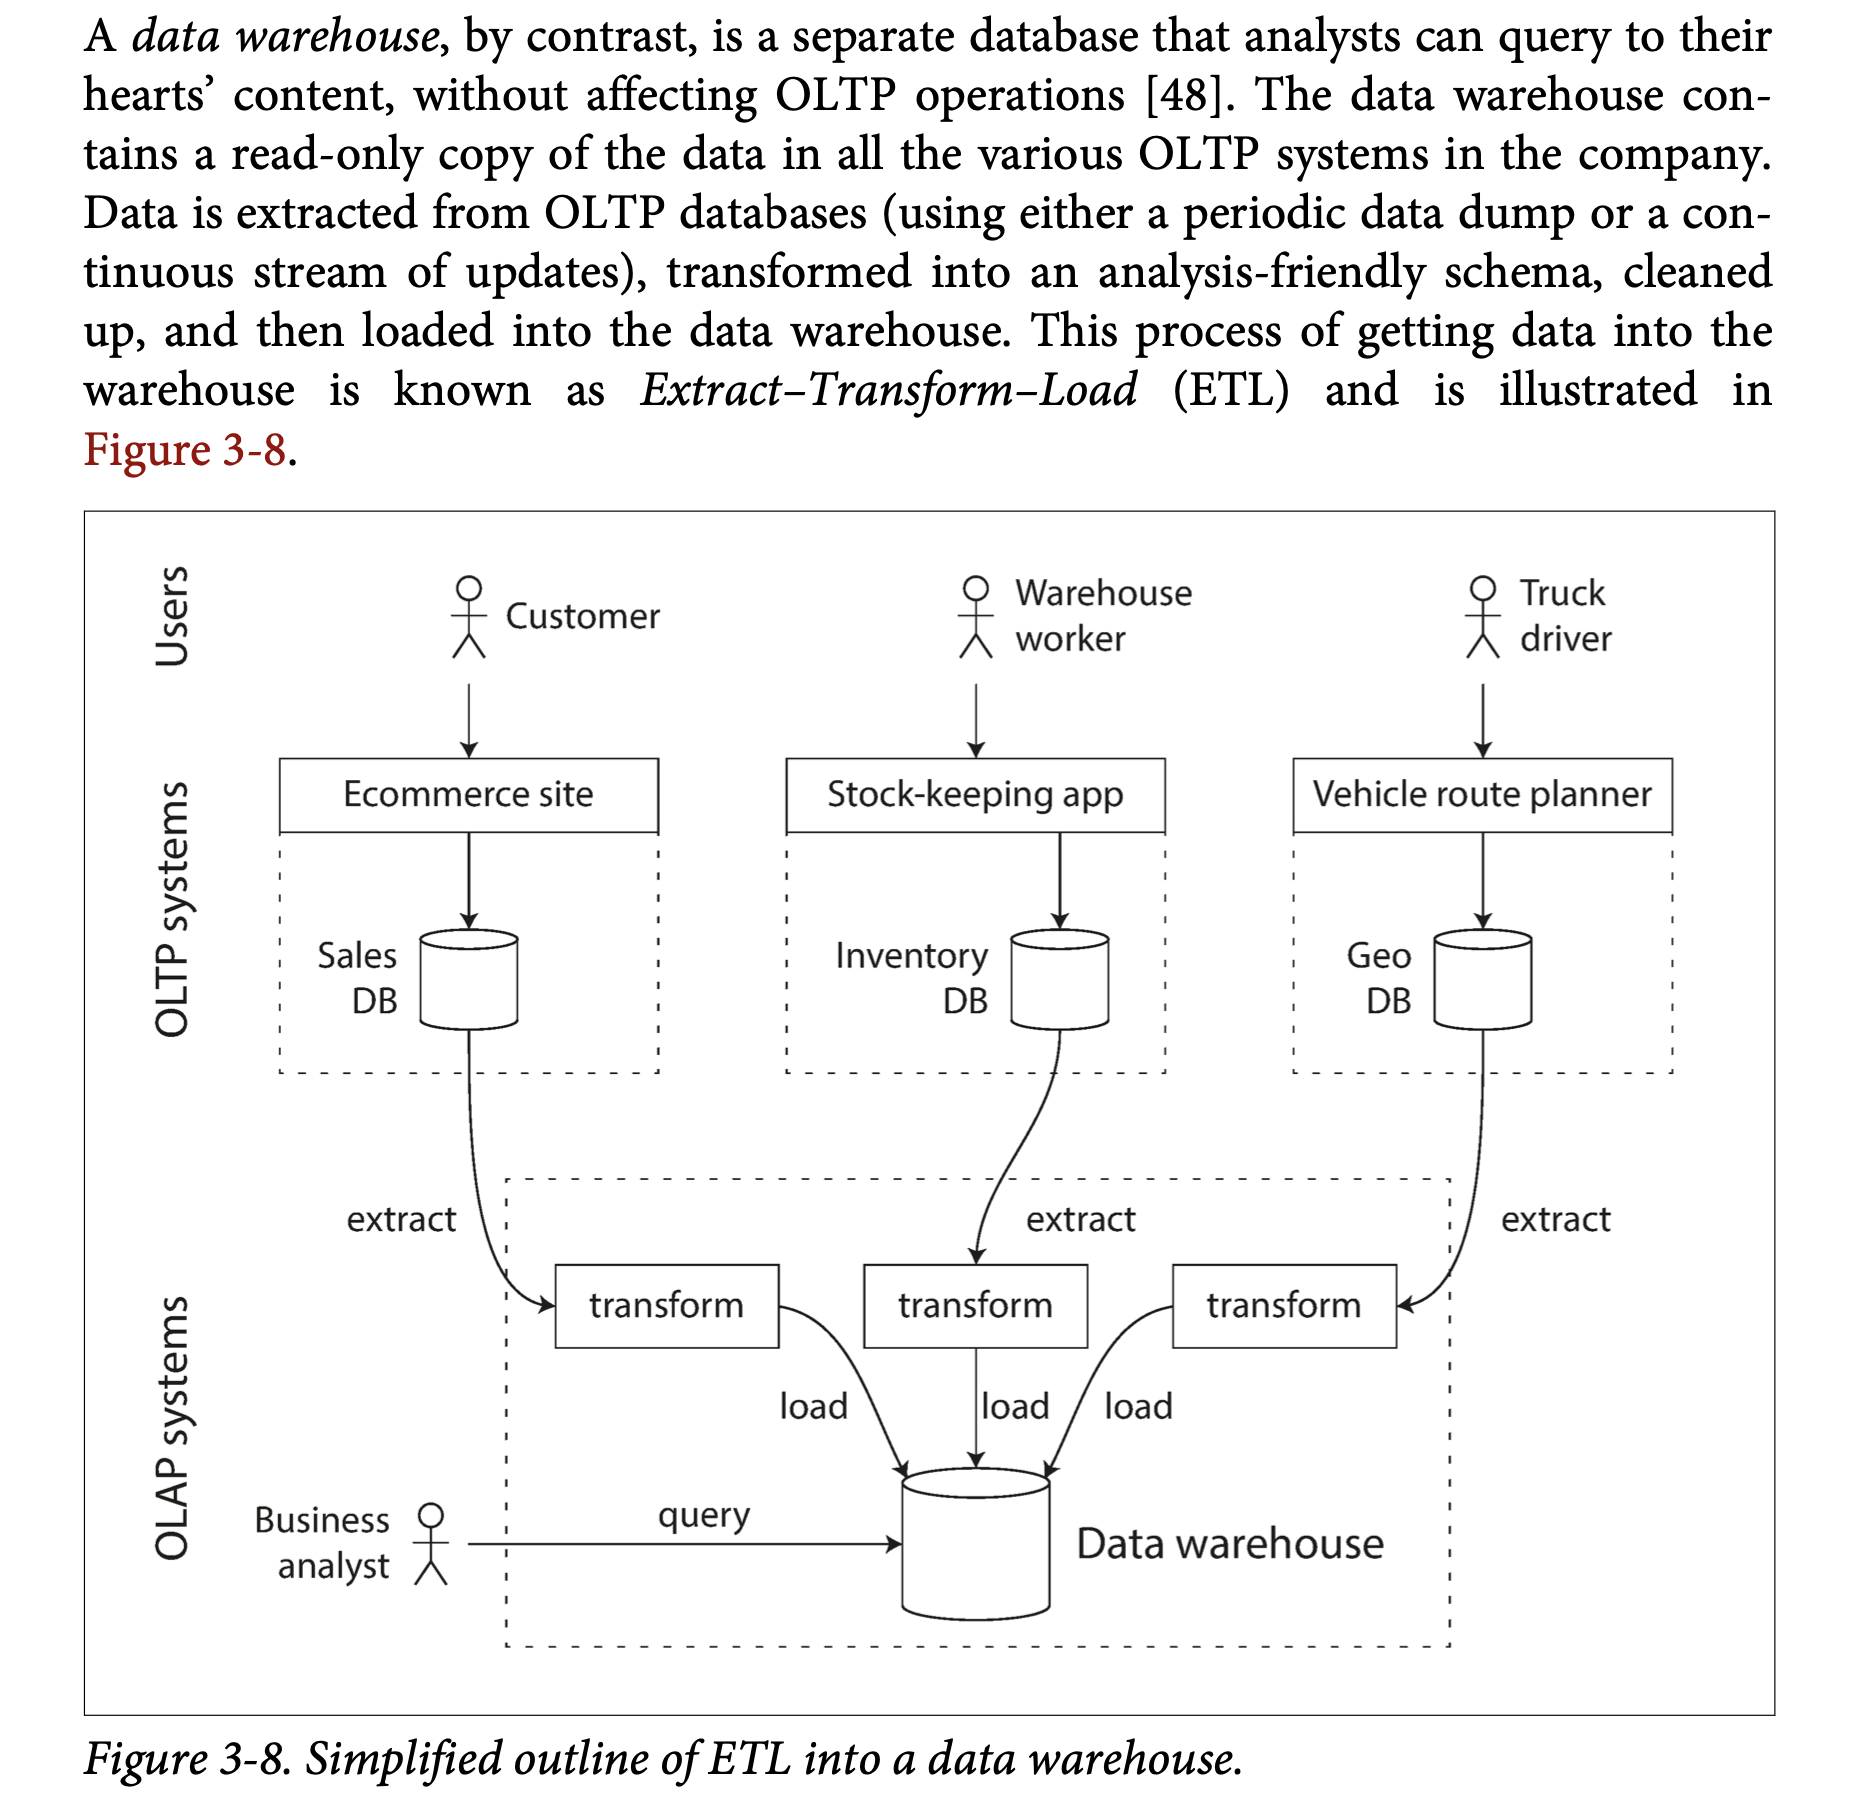 A data warehouse, by contrast, is a separate database that analysts can query to their
hearts’ content, without affecting OLTP operations [48]. The data warehouse con-
tains a read-only copy of the data in all the various OLTP systems in the company.
Data is extracted from OLTP databases (using either a periodic data dump or a con-
tinuous stream of updates), transformed into an analysis-friendly schema, cleaned
up, and then loaded into the data warehouse. This process of getting data into the
warehouse is known as Extract–Transform–Load (ETL) and is illustrated in
Figure 3-8.
Users
Customer
Warehouse
worker
Truck
driver
OLTP systems
Ecommerce site
Stock-keeping app
Vehicle route planner
Sales
DB
Inventory
DB
Geo
DB
extract
extract
extract
OLAP systems
transform
transform
transform
load
load
load
Business
analyst
query
Data warehouse
Figure 3-8. Simplified outline of ETL into a data warehouse.